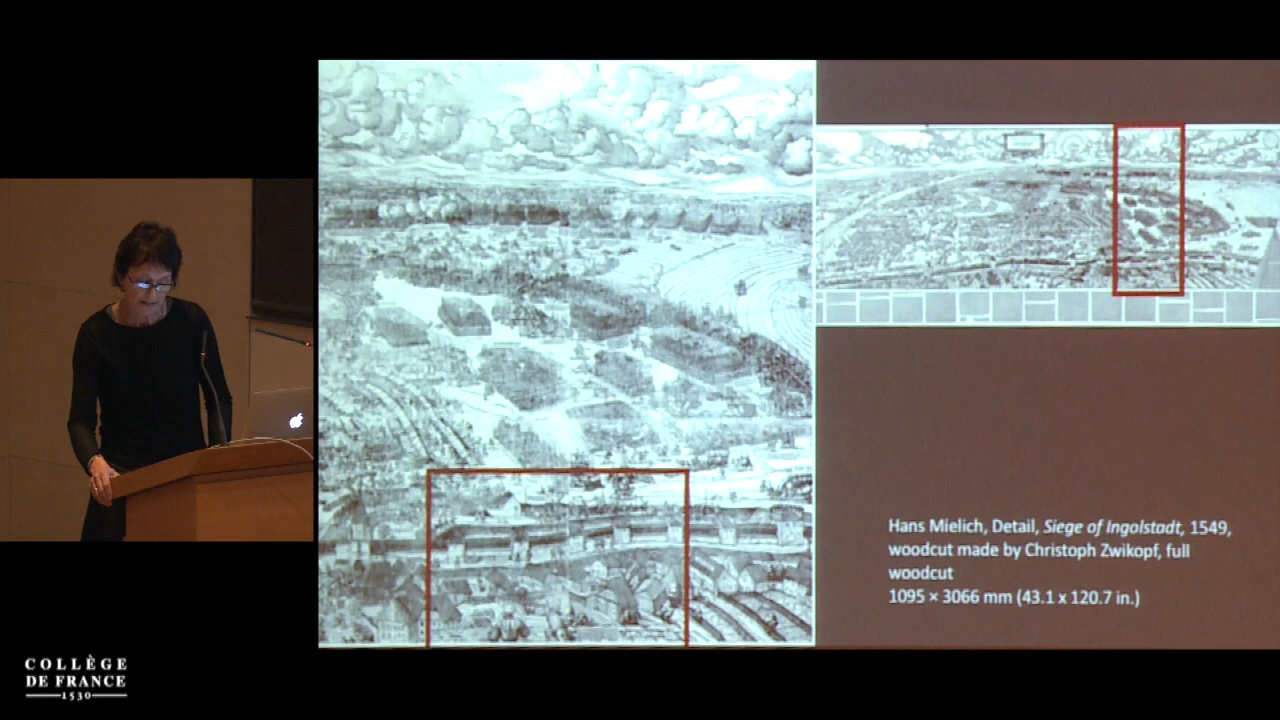 Hans Mielich, Detail, Siege of Ingolstadt, 1549,
woodcut made by Christoph Zwikopf, full
woodcut
1095 × 3066 mm (43.1 x 120.7 in.)
COLLÈGE
DE FRANCE
1530